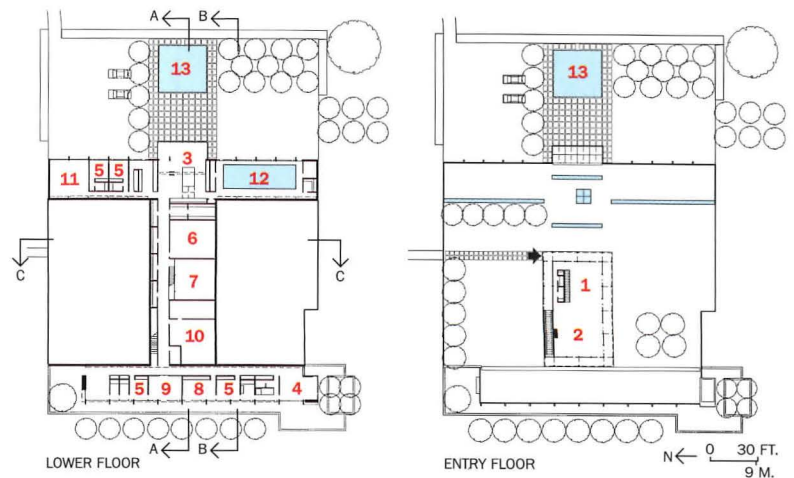 A B
13
3
5 5
11
12
6
C C
7
10
5 9 8 5 4
A B
LOWER FLOOR
13
1
2
ENTRY FLOOR
N 0 30 FT.
9 M.